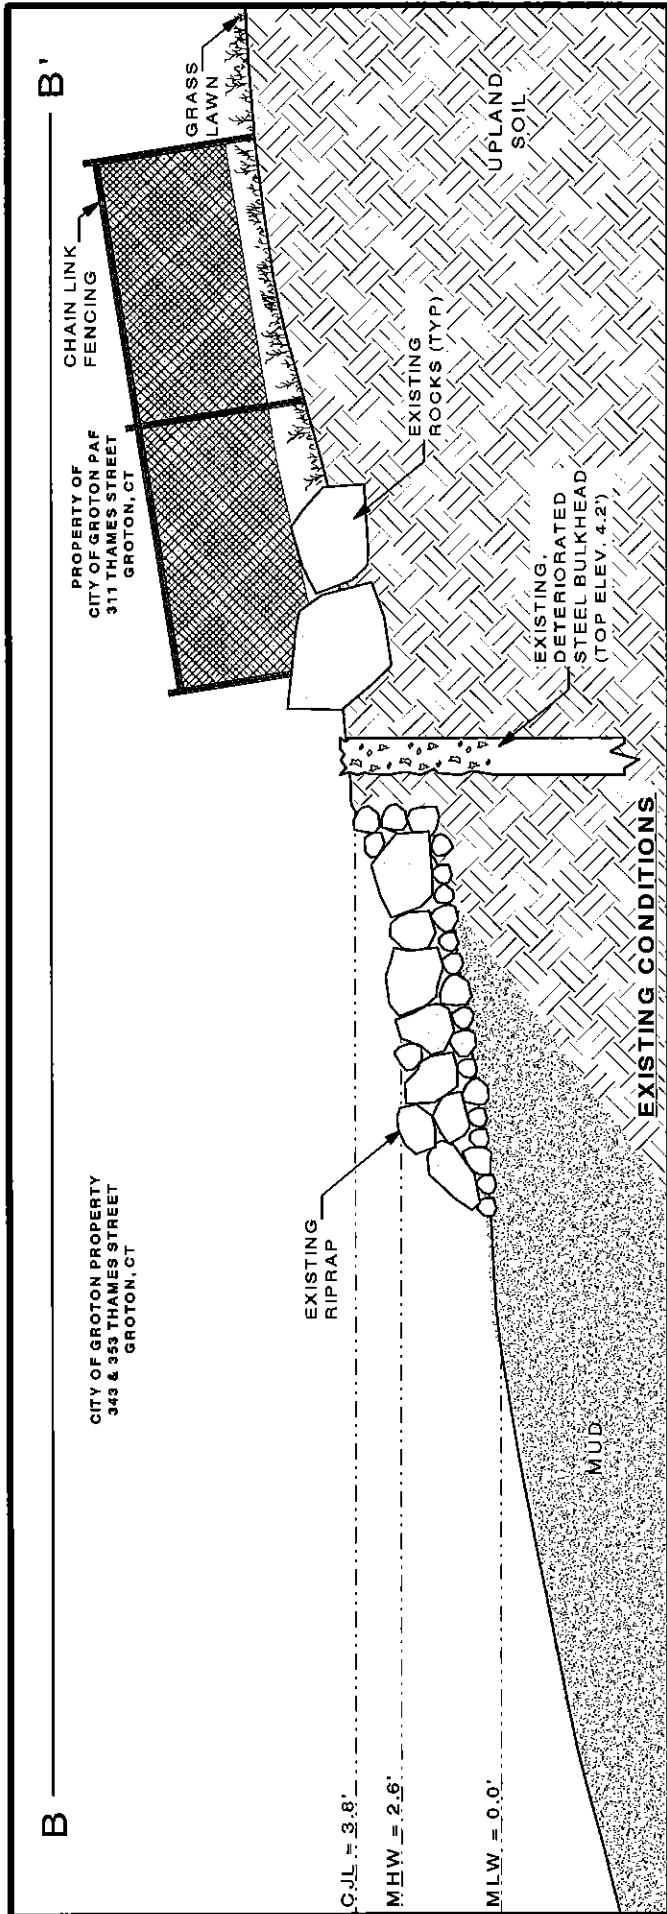 B
B'
CITY OF GROTON PROPERTY
343 & 353 THAMES STREET
GROTON, CT
PROPERTY OF
CITY OF GROTON PAF
311 THAMES STREET
GROTON, CT
CHAIN LINK
FENCING
GRASS
LAWN
EXISTING
RIPRAP
CJL = 3.8'
MHW = 2.6'
MLW = 0.0'
EXISTING
ROCKS (TYP)
UPLAND
SOIL
EXISTING,
DETERIORATED
STEEL BULKHEAD
(TOP ELEV. 4.2')
MUD
EXISTING CONDITIONS